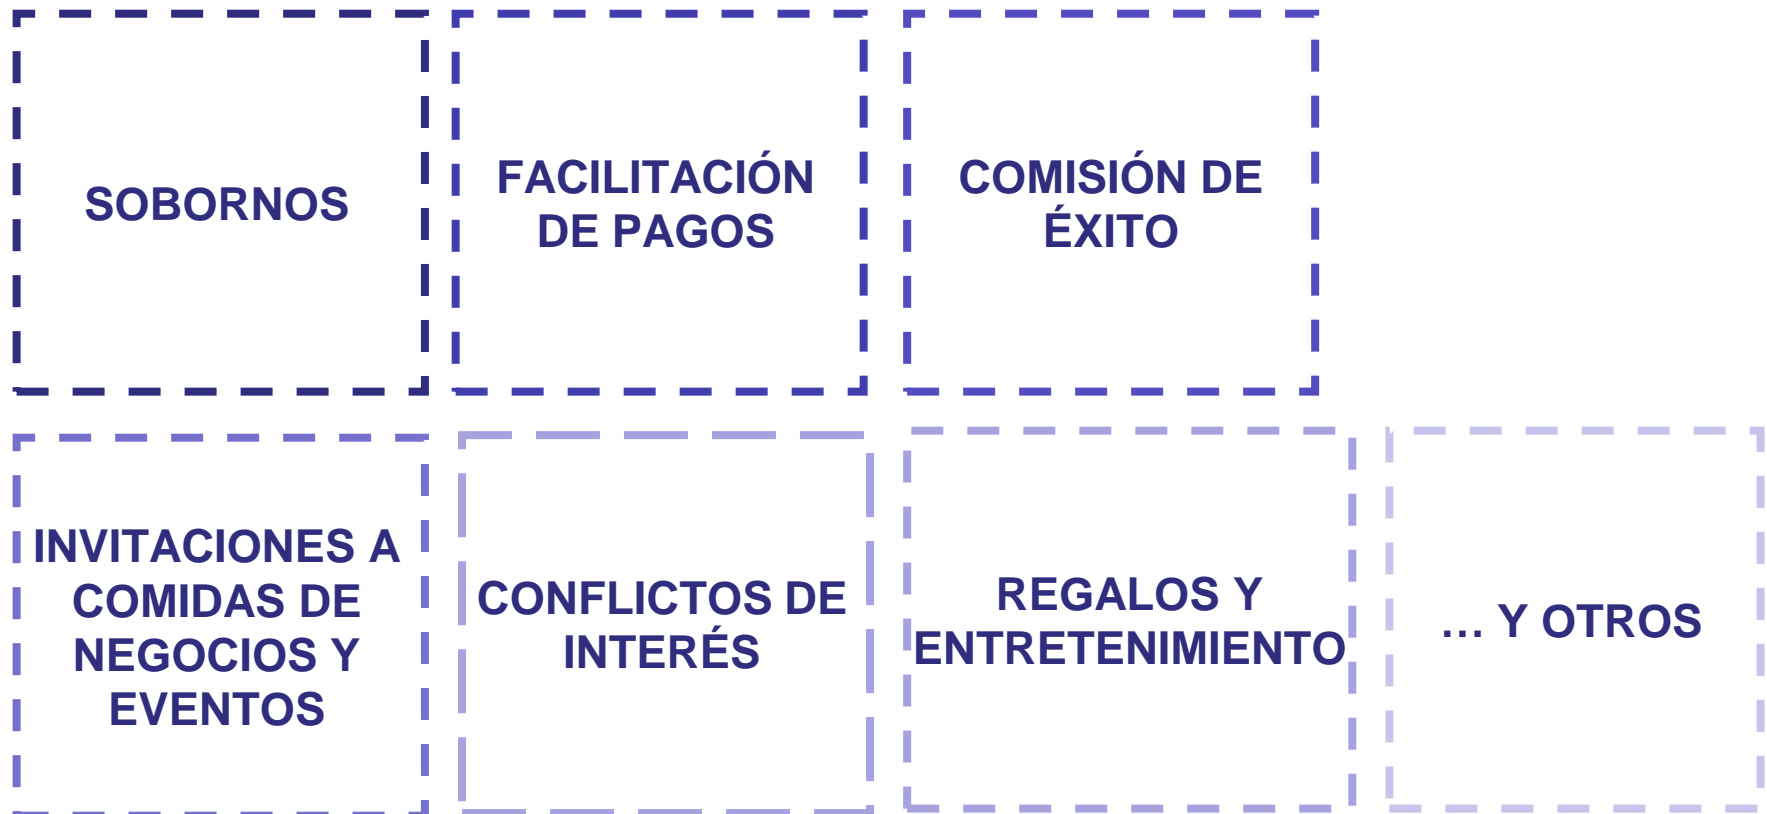 SOBORNOS
FACILITACIÓN
DE PAGOS
COMISIÓN DE
ÉXITO
INVITACIONES A
COMIDAS DE
NEGOCIOS Y
EVENTOS
CONFLICTOS DE
INTERÉS
REGALOS Y
ENTRETENIMIENTO
... Y OTROS